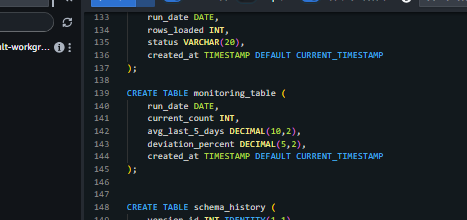 133 run_date DATE,
134 rows_loaded INT,
135 status VARCHAR(20),
ult-workgr... 136 created_at TIMESTAMP DEFAULT CURRENT_TIMESTAMP
137 );
138
139 CREATE TABLE monitoring_table (
140 run_date DATE,
141 current_count INT,
142 avg_last_5_days DECIMAL(10,2),
143 deviation_percent DECIMAL(5,2),
144 created_at TIMESTAMP DEFAULT CURRENT_TIMESTAMP
145 );
146
147
148 CREATE TABLE schema_history (
149 version_id INT IDENTITY(1,1)